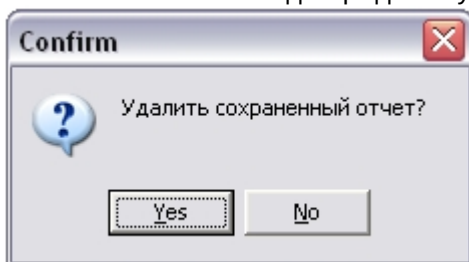 Confirm
Удалить сохраненный отчет?
Yes
No